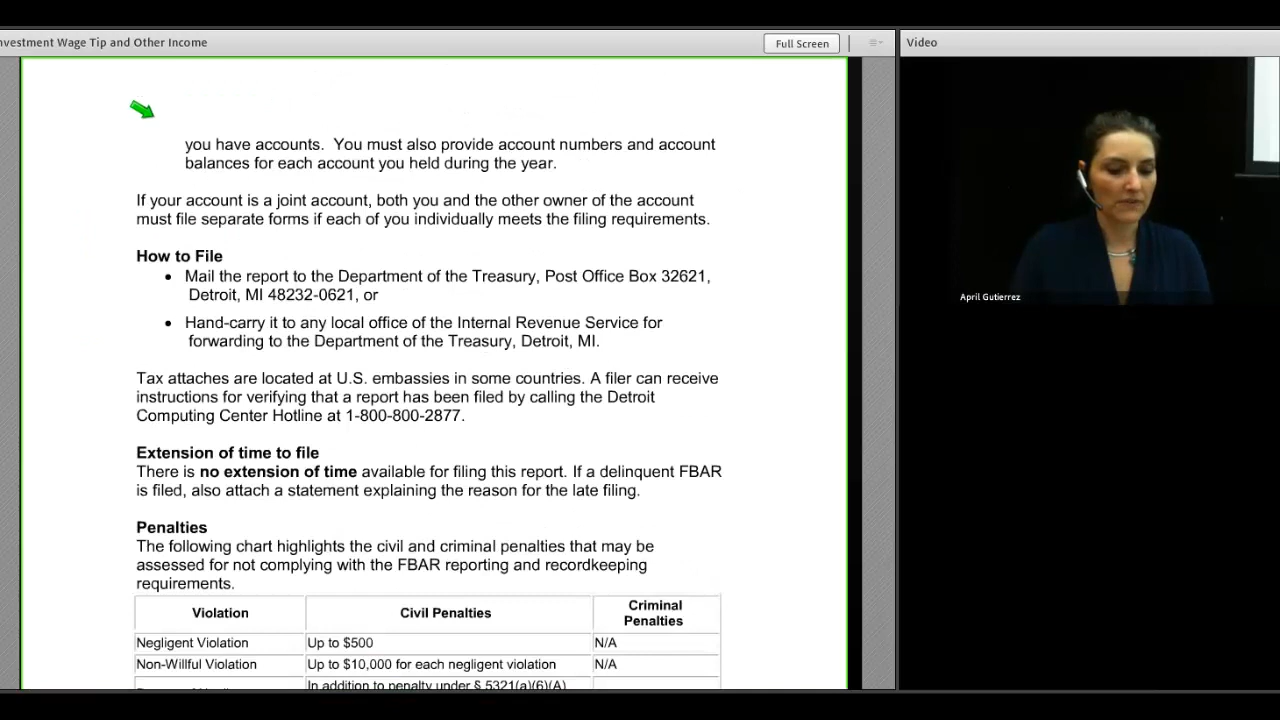 nvestment Wage Tip and Other Income
Full Screen
Video
you have accounts.  You must also provide account numbers and account
balances for each account you held during the year.
If your account is a joint account, both you and the other owner of the account
must file separate forms if each of you individually meets the filing requirements.
How to File
• Mail the report to the Department of the Treasury, Post Office Box 32621,
Detroit, MI 48232-0621, or
• Hand-carry it to any local office of the Internal Revenue Service for
forwarding to the Department of the Treasury, Detroit, MI.
Tax attaches are located at U.S. embassies in some countries. A filer can receive
instructions for verifying that a report has been filed by calling the Detroit
Computing Center Hotline at 1-800-800-2877.
Extension of time to file
There is no extension of time available for filing this report. If a delinquent FBAR
is filed, also attach a statement explaining the reason for the late filing.
Penalties
The following chart highlights the civil and criminal penalties that may be
assessed for not complying with the FBAR reporting and recordkeeping
requirements.
Violation Civil Penalties Criminal
Penalties
Negligent Violation Up to $500 N/A
Non-Willful Violation Up to $10,000 for each negligent violation N/A
In addition to penalty under § 5321(a)(6)(A)
April Gutierrez